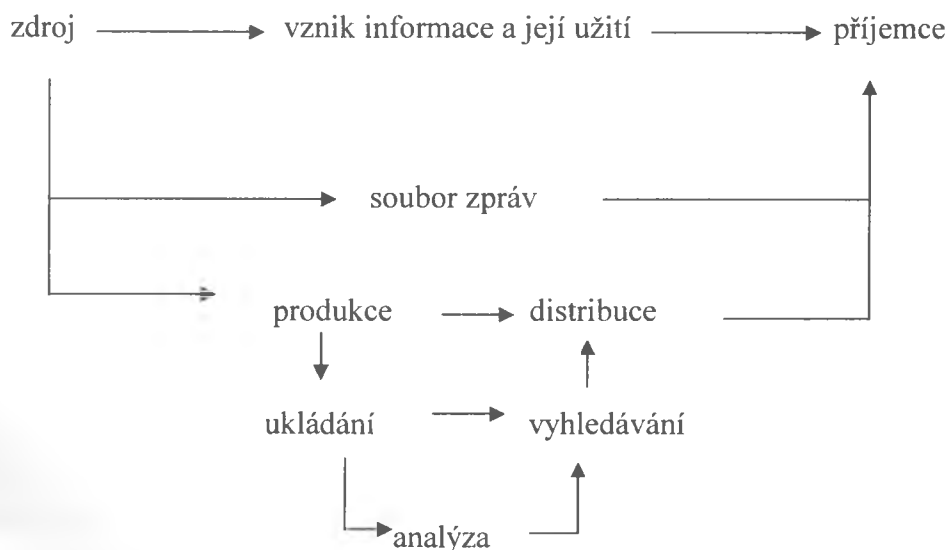 zdroj vznik informace a její užití příjemce
soubor zpráv
produkce distribuce
ukládání vyhledávání
analýza